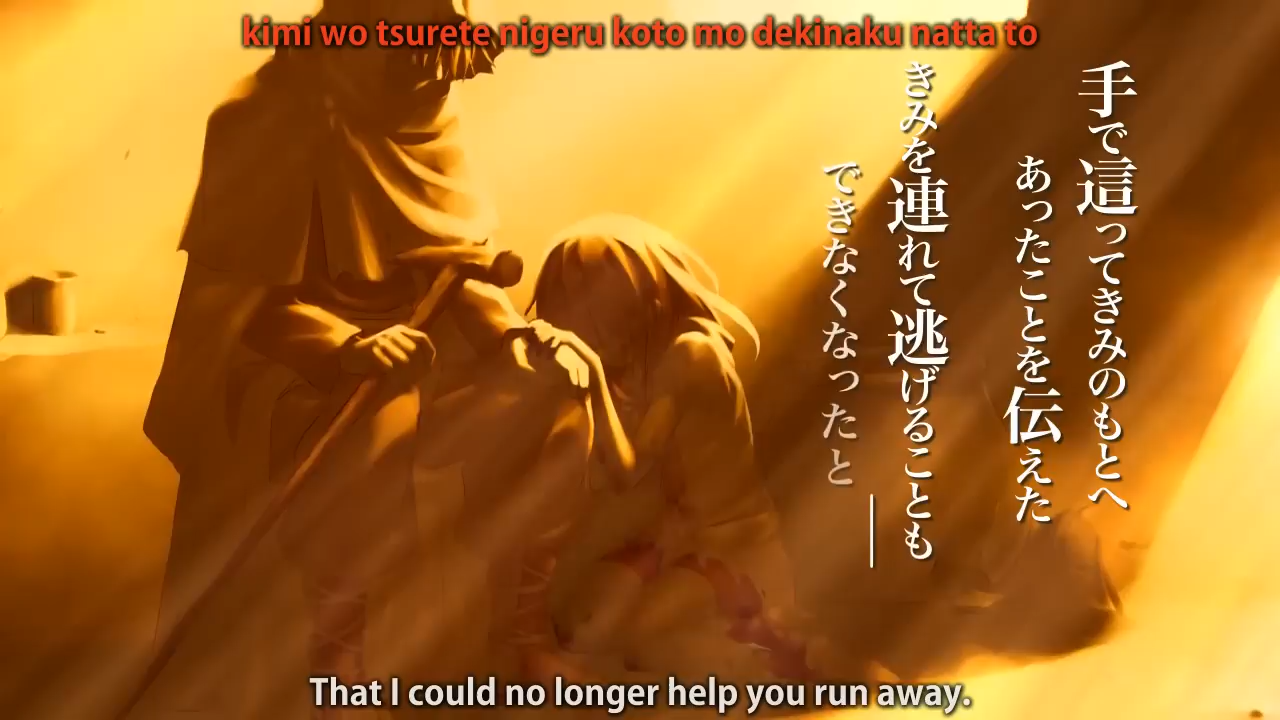 kimi wo tsurete nigeru koto mo dekinaku natta to
手で這ってきみのもとへ
あったことを伝えた
きみを連れて逃げることも
できなくなったと
―
That I could no longer help you run away.